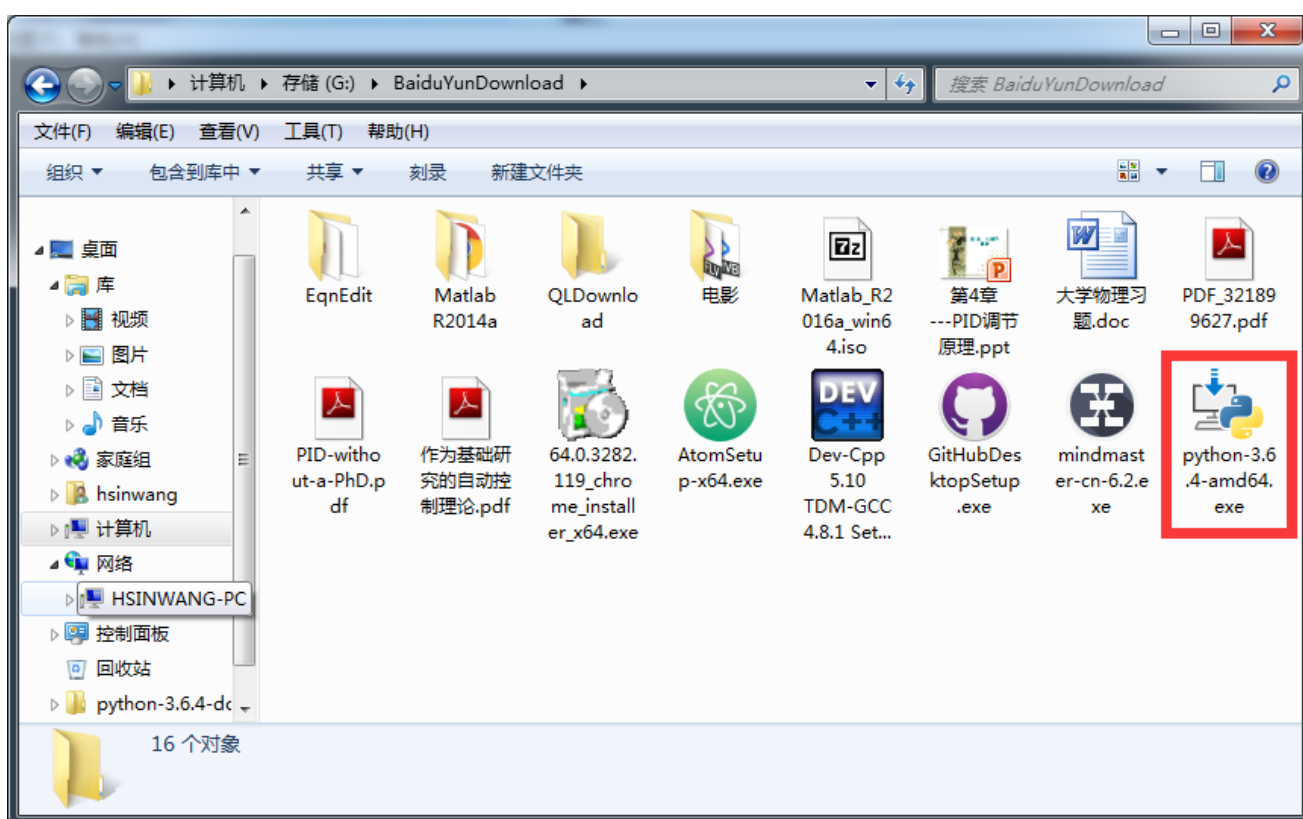 计算机 ▸ 存储 (G:) ▸ BaiduYunDownload ▸
搜索 BaiduYunDownload
文件(F) 编辑(E) 查看(V) 工具(T) 帮助(H)
组织 包含到库中 共享 刻录 新建文件夹
桌面
库
视频
图片
文档
音乐
家庭组
hsinwang
计算机
网络
HSINWANG-PC
控制面板
回收站
python-3.6.4-dc
EqnEdit
Matlab
R2014a
QLDownlo
ad
FlyVB
电影
7z
Matlab_R2
016a_win6
4.iso
P
第4章
---PID调节
原理.ppt
W
大学物理习
题.doc
PDF_32189
9627.pdf
PID-witho
ut-a-PhD.p
df
作为基础研
究的自动控
制理论.pdf
64.0.3282.
119_chro
me_install
er_x64.exe
AtomSetu
p-x64.exe
DEV
C++
Dev-Cpp
5.10
TDM-GCC
4.8.1 Set...
GitHubDes
ktopSetup
.exe
mindmast
er-cn-6.2.e
xe
python-3.6
.4-amd64.
exe
16 个对象